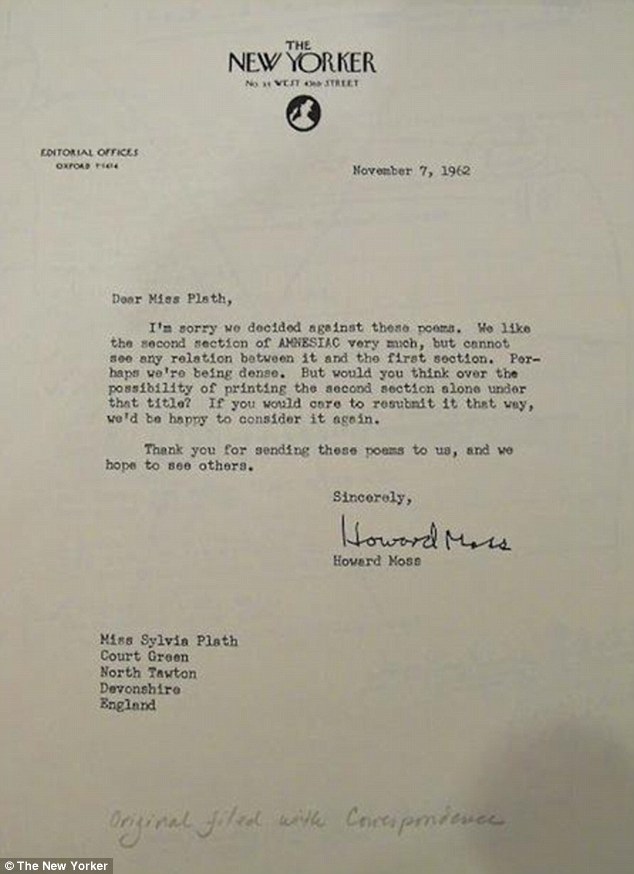 THE
NEW YORKER
No. 25 WEST 43rd STREET
EDITORIAL OFFICES
OXFORD 5-1414
November 7, 1962
Dear Miss Plath,
I'm sorry we decided against these poems. We like
the second section of AMNESIAC very much, but cannot
see any relation between it and the first section. Per-
haps we're being dense. But would you think over the
possibility of printing the second section alone under
that title? If you would care to resubmit it that way,
we'd be happy to consider it again.
Thank you for sending these poems to us, and we
hope to see others.
Sincerely,
Howard Moss
Howard Moss
Miss Sylvia Plath
Court Green
North Tawton
Devonshire
England
Original filed with Correspondence
© The New Yorker